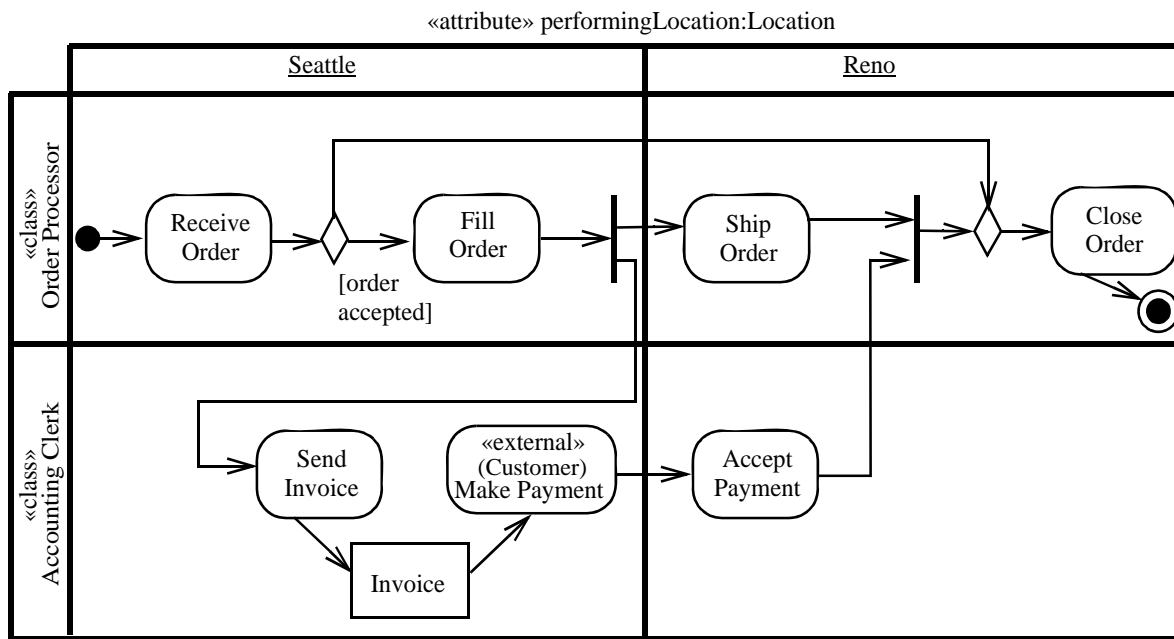 «attribute» performingLocation:Location
Seattle
Reno
«class»
Order Processor
Receive
Order
[order
accepted]
Fill
Order
Ship
Order
Close
Order
«class»
Accounting Clerk
Send
Invoice
Invoice
«external»
(Customer)
Make Payment
Accept
Payment